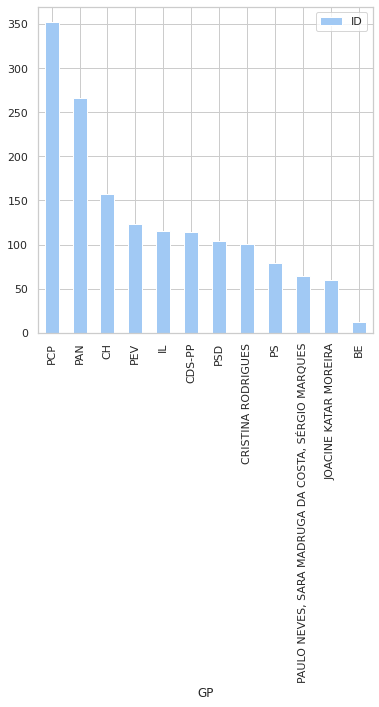 ID
350
300
250
200
150
100
50
0
PCP
PAN
CH
PEV
IL
CDS-PP
PSD
CRISTINA RODRIGUES
PS
PAULO NEVES, SARA MADRUGA DA COSTA, SÉRGIO MARQUES
JOACINE KATAR MOREIRA
BE
GP